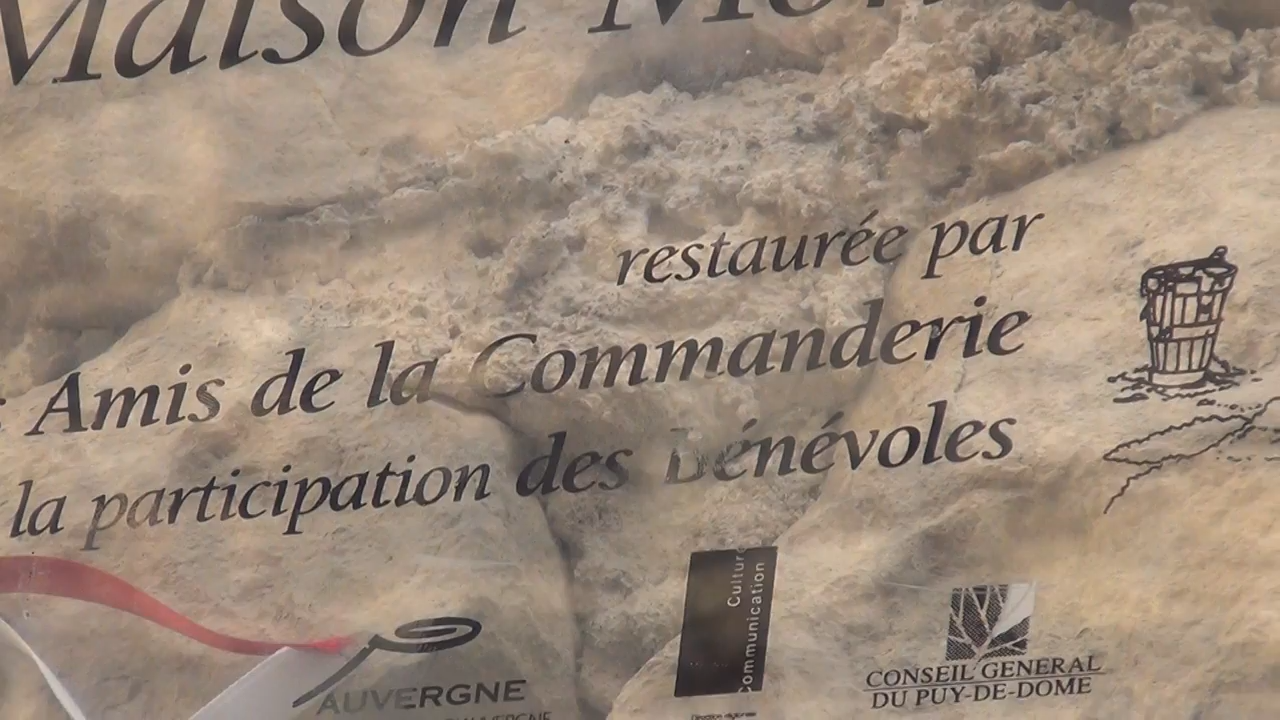 Maison
restaurée par
Amis de la Commanderie
la participation des Bénévoles
Culture
Communication
AUVERGNE
CONSEIL GENERAL
DU PUY-DE-DOME